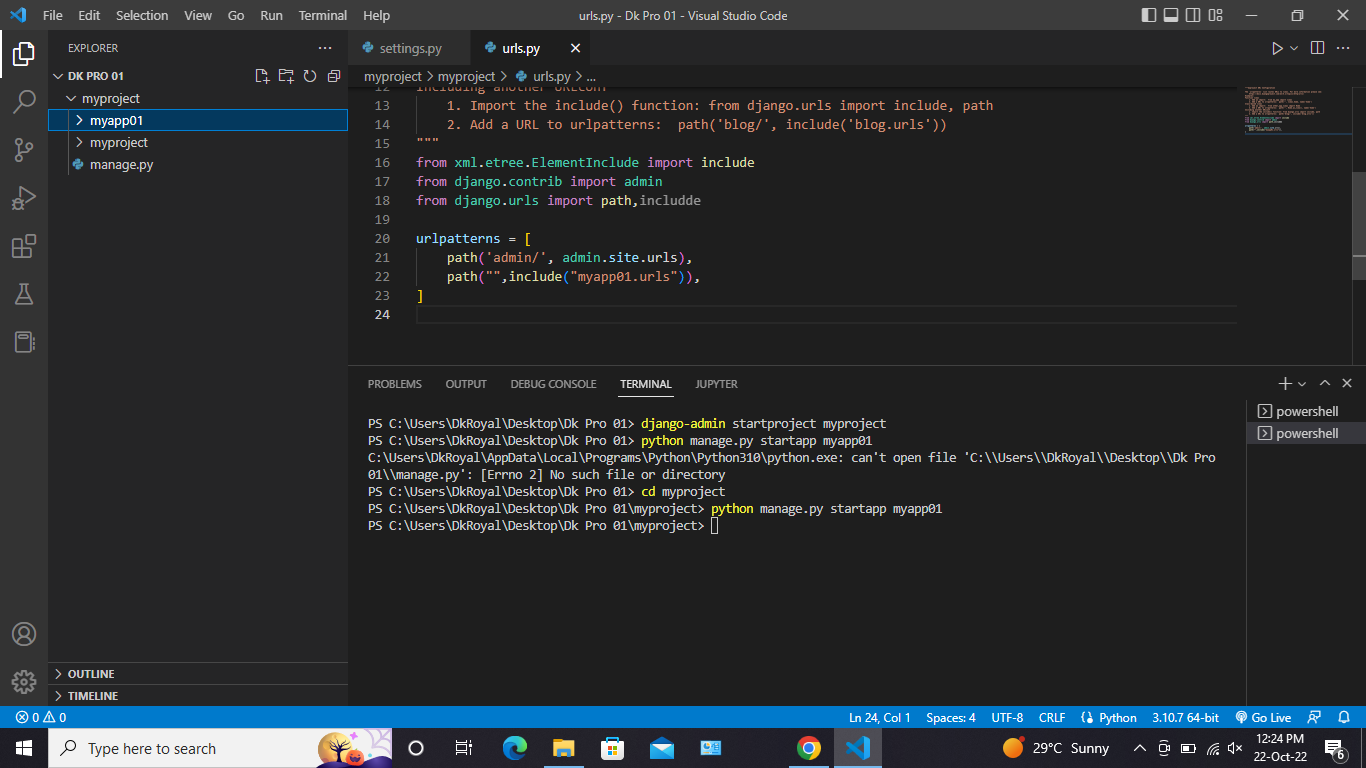 File Edit Selection View Go Run Terminal Help urls.py - Dk Pro 01 - Visual Studio Code
EXPLORER
DK PRO 01
myproject
myapp01
myproject
manage.py
OUTLINE
TIMELINE
settings.py urls.py
myproject > myproject > urls.py > ...
12 Including another URLconf
13 1. Import the include() function: from django.urls import include, path
14 2. Add a URL to urlpatterns:  path('blog/', include('blog.urls'))
15 """
16 from xml.etree.ElementInclude import include
17 from django.contrib import admin
18 from django.urls import path,includde
19
20 urlpatterns = [
21 path('admin/', admin.site.urls),
22 path("",include("myapp01.urls")),
23 ]
24
PROBLEMS OUTPUT DEBUG CONSOLE TERMINAL JUPYTER
powershell
powershell
PS C:\Users\DkRoyal\Desktop\Dk Pro 01> django-admin startproject myproject
PS C:\Users\DkRoyal\Desktop\Dk Pro 01> python manage.py startapp myapp01
C:\Users\DkRoyal\AppData\Local\Programs\Python\Python310\python.exe: can't open file 'C:\\Users\\DkRoyal\\Desktop\\Dk Pro
01\\manage.py': [Errno 2] No such file or directory
PS C:\Users\DkRoyal\Desktop\Dk Pro 01> cd myproject
PS C:\Users\DkRoyal\Desktop\Dk Pro 01\myproject> python manage.py startapp myapp01
PS C:\Users\DkRoyal\Desktop\Dk Pro 01\myproject>
0 0 Ln 24, Col 1 Spaces: 4 UTF-8 CRLF Python 3.10.7 64-bit Go Live
Type here to search 29°C Sunny 12:24 PM
22-Oct-22 6